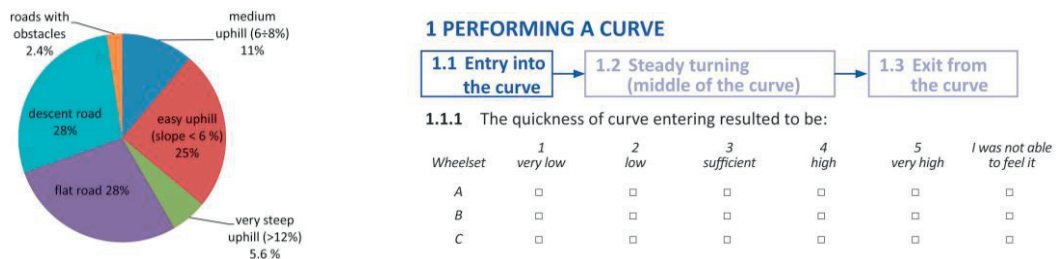 roads with
obstacles
2.4%
medium
uphill (6÷8%)
11%
descent road
28%
easy uphill
(slope < 6 %)
25%
flat road 28%
very steep
uphill (>12%)
5.6 %
1 PERFORMING A CURVE
1.1 Entry into
the curve
1.2 Steady turning
(middle of the curve)
1.3 Exit from
the curve
1.1.1 The quickness of curve entering resulted to be:
Wheelset
1
very low
2
low
3
sufficient
4
high
5
very high
I was not able
to feel it
A □ □ □ □ □ □
B □ □ □ □ □ □
C □ □ □ □ □ □